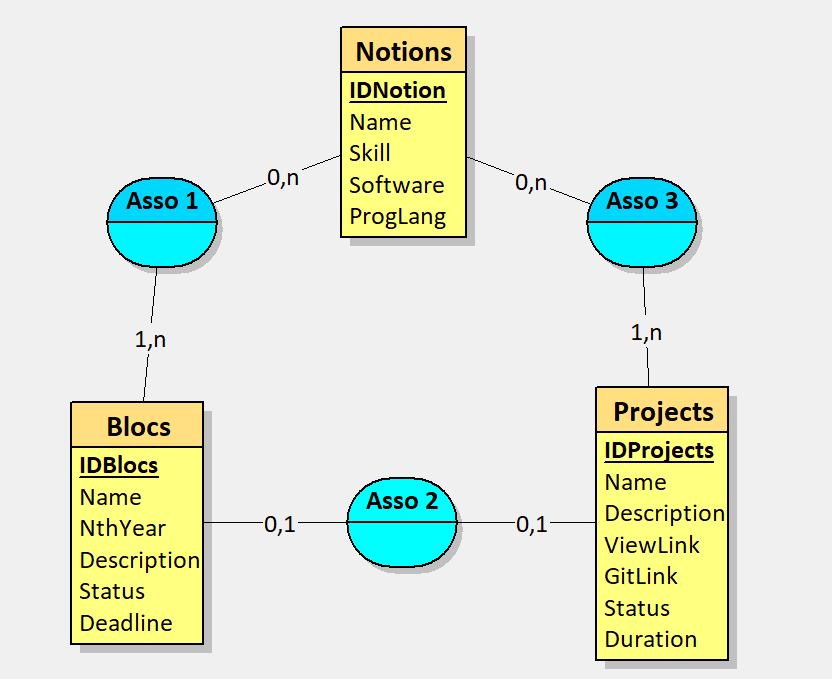 Notions
IDNotion
Name
Skill
Software
ProgLang
Asso 1
0,n
0,n
Asso 3
1,n
1,n
Blocs
IDBlocs
Name
NthYear
Description
Status
Deadline
0,1
Asso 2
0,1
Projects
IDProjects
Name
Description
ViewLink
GitLink
Status
Duration